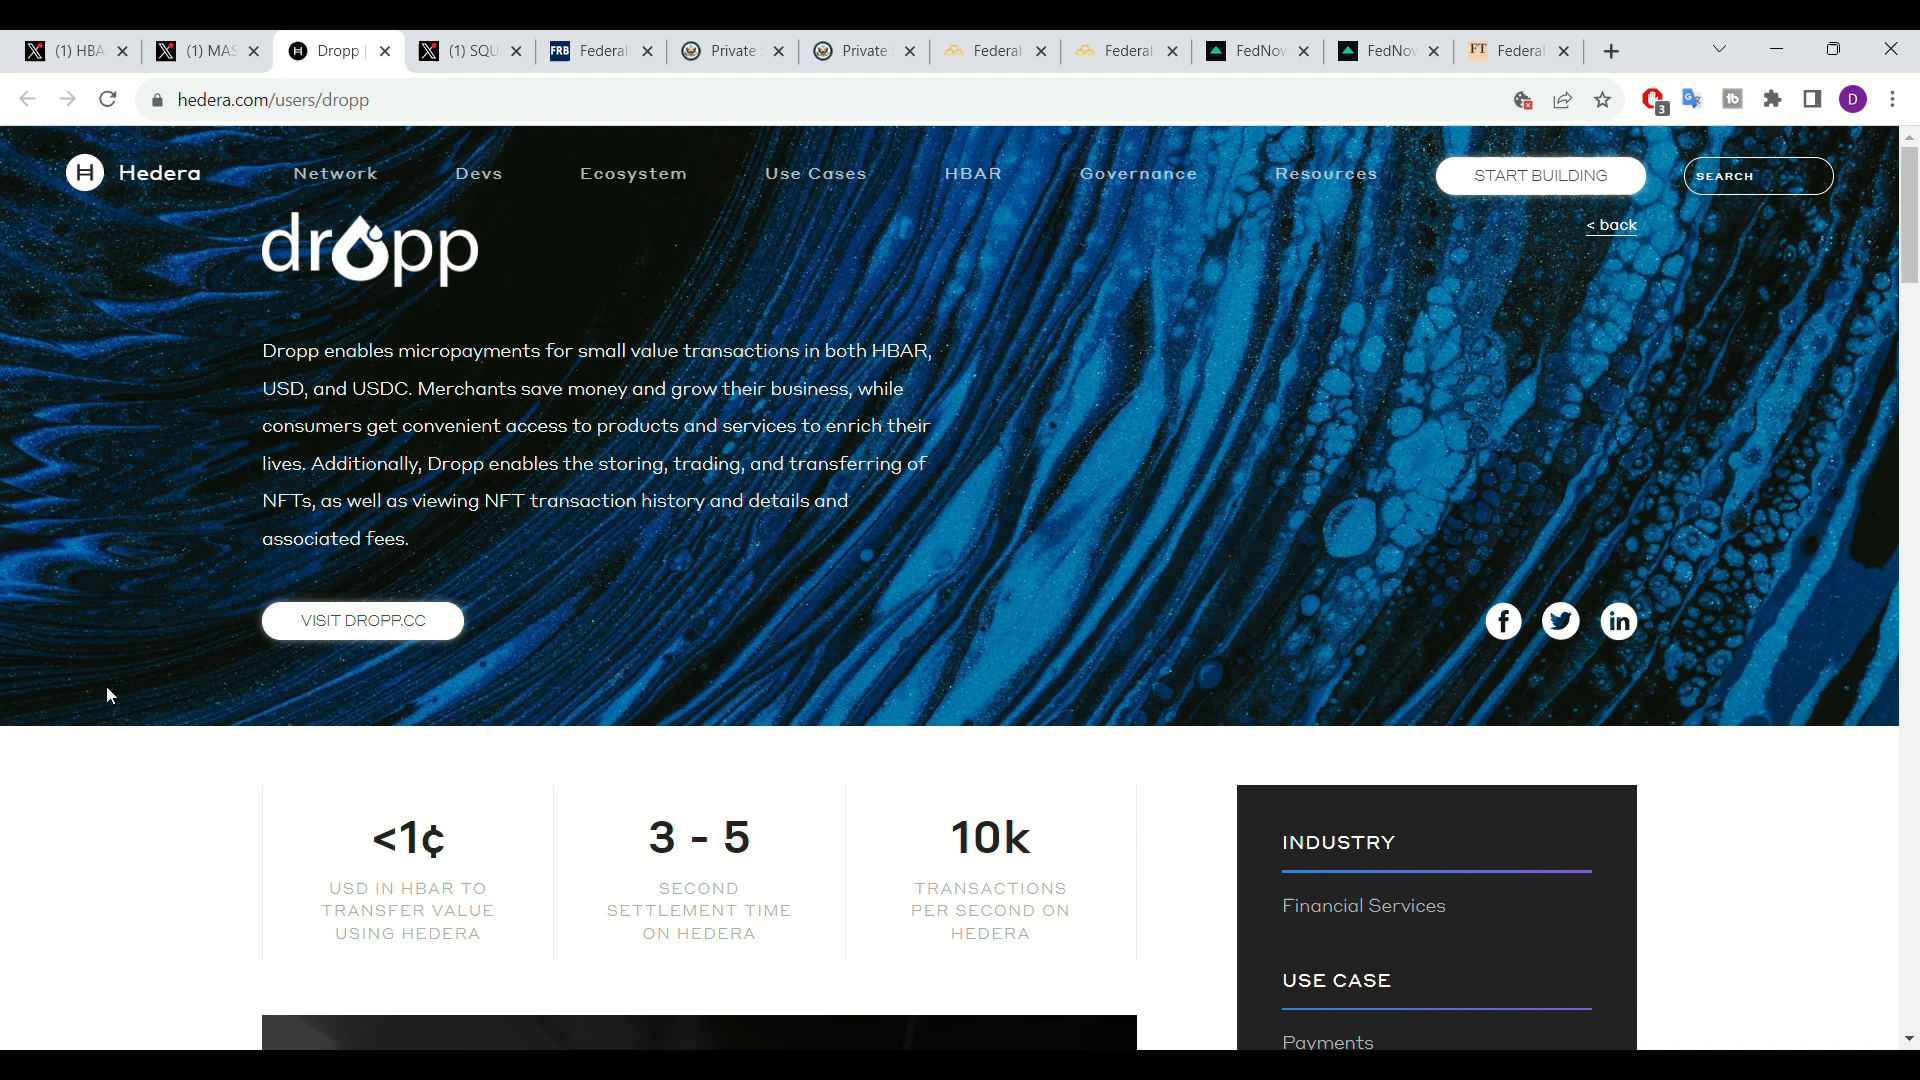 (1) HBA
(1) MAS
Dropp |
(1) SQU
Federal
Private
Private
Federal
Federal
FedNow
FedNow
Federal
hedera.com/users/dropp
3
D
Hedera
Network
Devs
Ecosystem
Use Cases
HBAR
Governance
Resources
START BUILDING
SEARCH
< back
dropp
Dropp enables micropayments for small value transactions in both HBAR,
USD, and USDC. Merchants save money and grow their business, while
consumers get convenient access to products and services to enrich their
lives. Additionally, Dropp enables the storing, trading, and transferring of
NFTs, as well as viewing NFT transaction history and details and
associated fees.
VISIT DROPP.CC
<1¢
USD IN HBAR TO
TRANSFER VALUE
USING HEDERA
3 - 5
SECOND
SETTLEMENT TIME
ON HEDERA
10k
TRANSACTIONS
PER SECOND ON
HEDERA
INDUSTRY
Financial Services
USE CASE
Payments